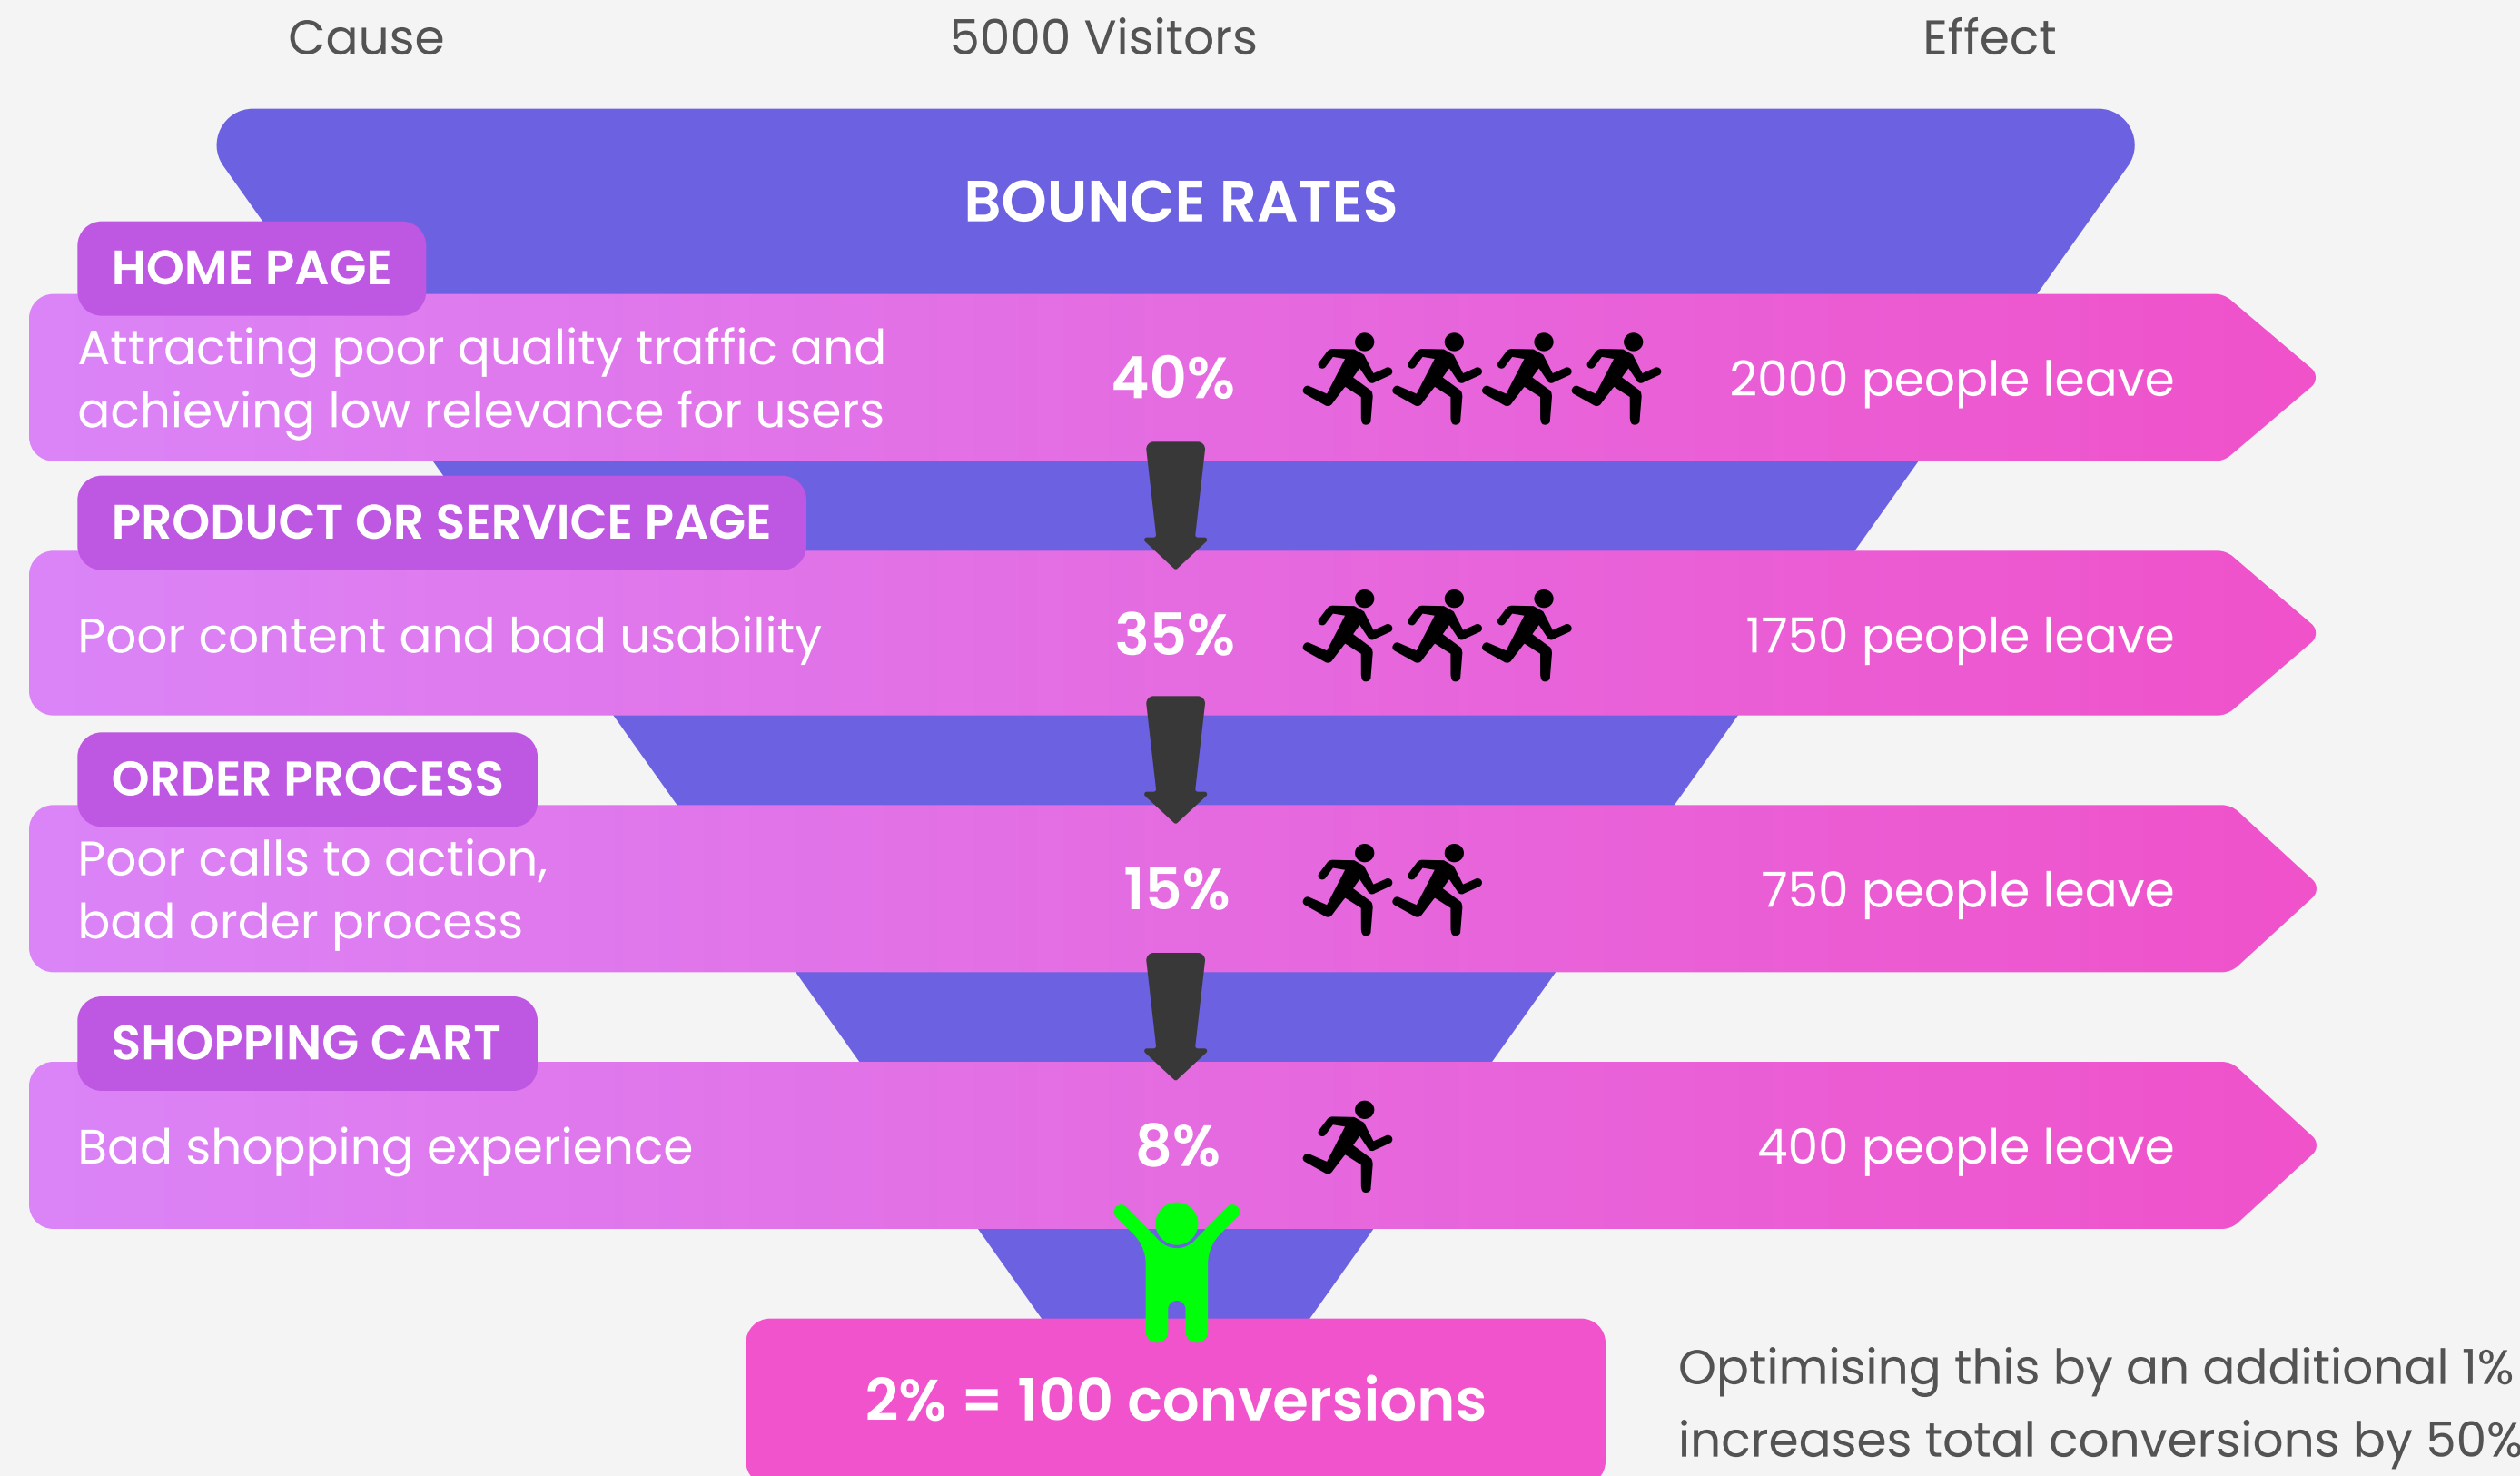 Cause
5000 Visitors
Effect
BOUNCE RATES
HOME PAGE
Attracting poor quality traffic and
achieving low relevance for users
40%
2000 people leave
PRODUCT OR SERVICE PAGE
Poor content and bad usability
35%
1750 people leave
ORDER PROCESS
Poor calls to action,
bad order process
15%
750 people leave
SHOPPING CART
Bad shopping experience
8%
400 people leave
2% = 100 conversions
Optimising this by an additional 1%
increases total conversions by 50%